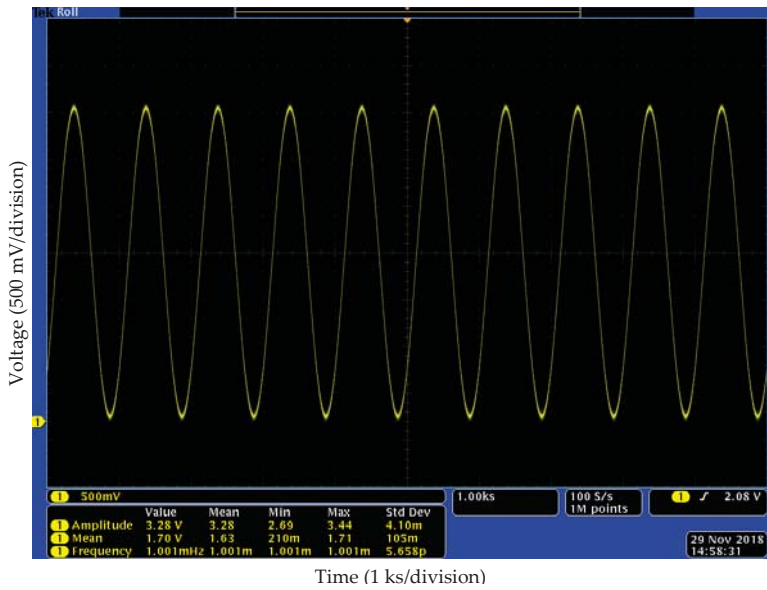 Tek Roll
Voltage (500 mV/division)
1
1 500mV
1.00ks
100 S/s
1M points
1 2.08 V
Value Mean Min Max Std Dev
1 Amplitude 3.28 V 3.28 2.69 3.44 4.10m
1 Mean 1.70 V 1.63 210m 1.71 105m
1 Frequency 1.001mHz 1.001m 1.001m 1.001m 5.658p
29 Nov 2018
14:58:31
Time (1 ks/division)